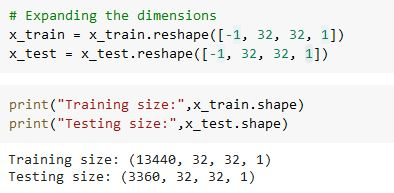 # Expanding the dimensions
x_train = x_train.reshape([-1, 32, 32, 1])
x_test = x_test.reshape([-1, 32, 32, 1])
print("Training size:",x_train.shape)
print("Testing size:",x_test.shape)
Training size: (13440, 32, 32, 1)
Testing size: (3360, 32, 32, 1)